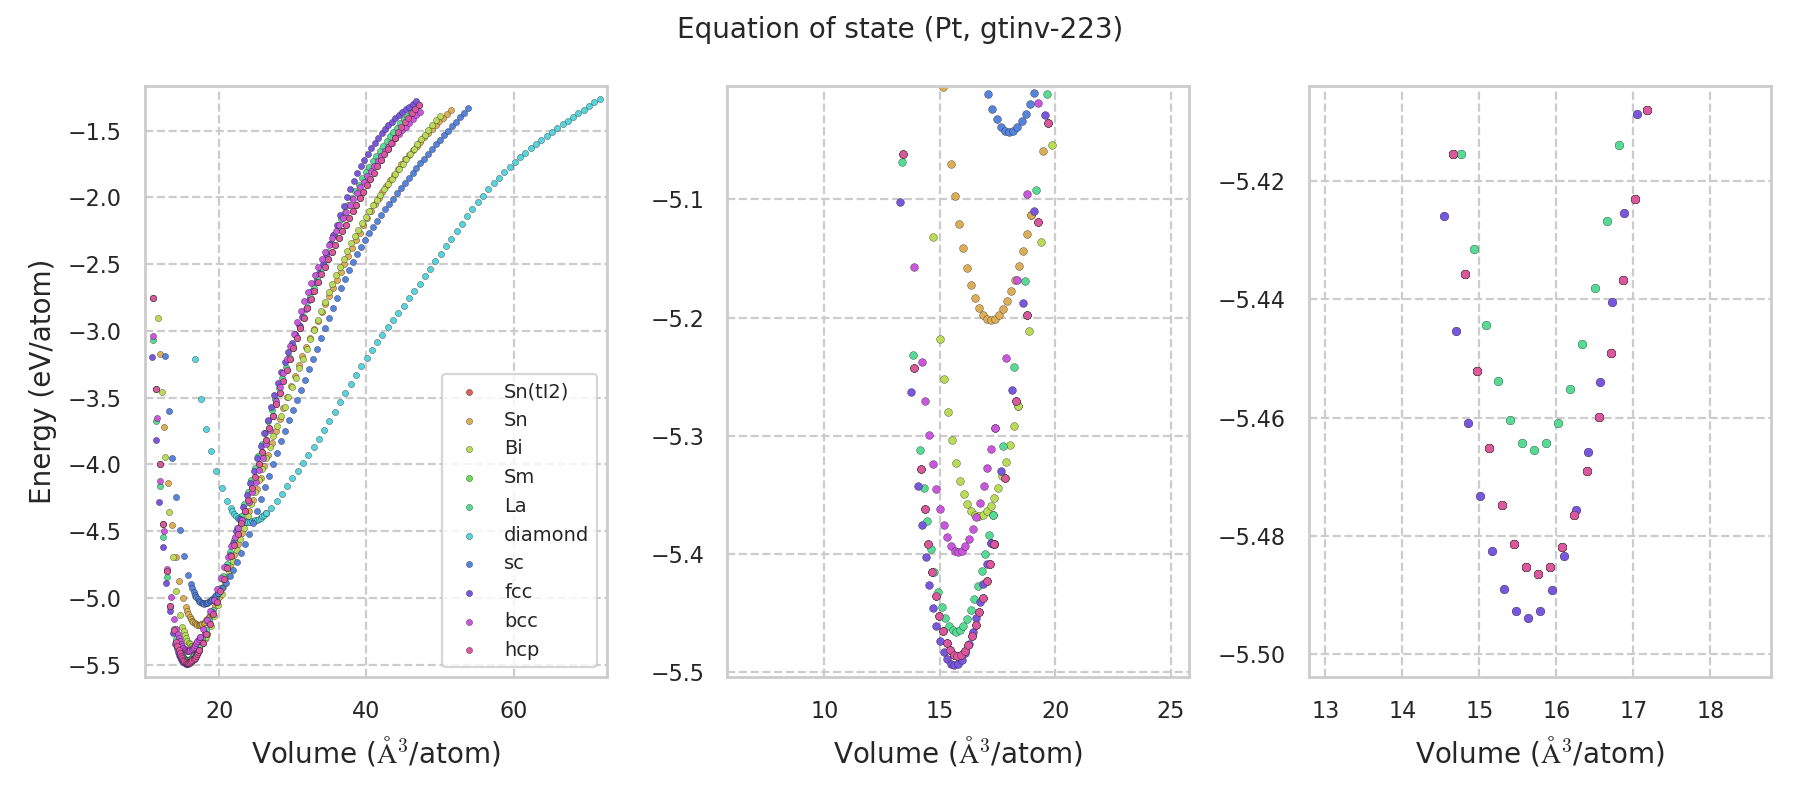 Equation of state (Pt, gtinv-223)
Energy (eV/atom)
−1.5
−2.0
−2.5
−3.0
−3.5
−4.0
−4.5
−5.0
−5.5
20
40
60
Volume (Å³/atom)
Sn(tI2)
Sn
Bi
Sm
La
diamond
sc
fcc
bcc
hcp
−5.1
−5.2
−5.3
−5.4
−5.5
10
15
20
25
Volume (Å³/atom)
−5.42
−5.44
−5.46
−5.48
−5.50
13
14
15
16
17
18
Volume (Å³/atom)